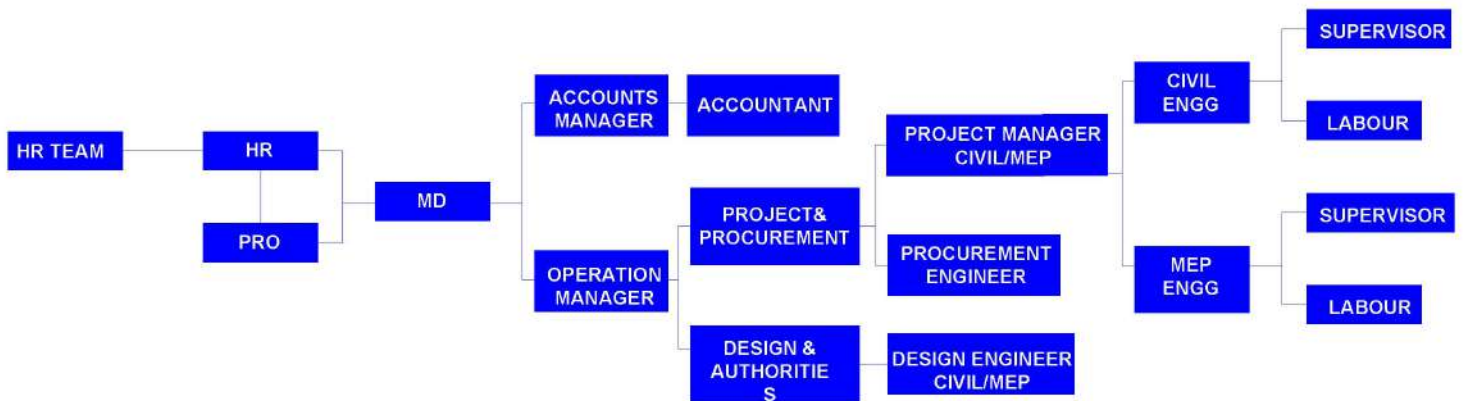 HR TEAM
HR
PRO
MD
ACCOUNTS
MANAGER
ACCOUNTANT
OPERATION
MANAGER
PROJECT&
PROCUREMENT
DESIGN &
AUTHORITIE
S
PROJECT MANAGER
CIVIL/MEP
PROCUREMENT
ENGINEER
DESIGN ENGINEER
CIVIL/MEP
CIVIL
ENGG
SUPERVISOR
LABOUR
MEP
ENGG
SUPERVISOR
LABOUR